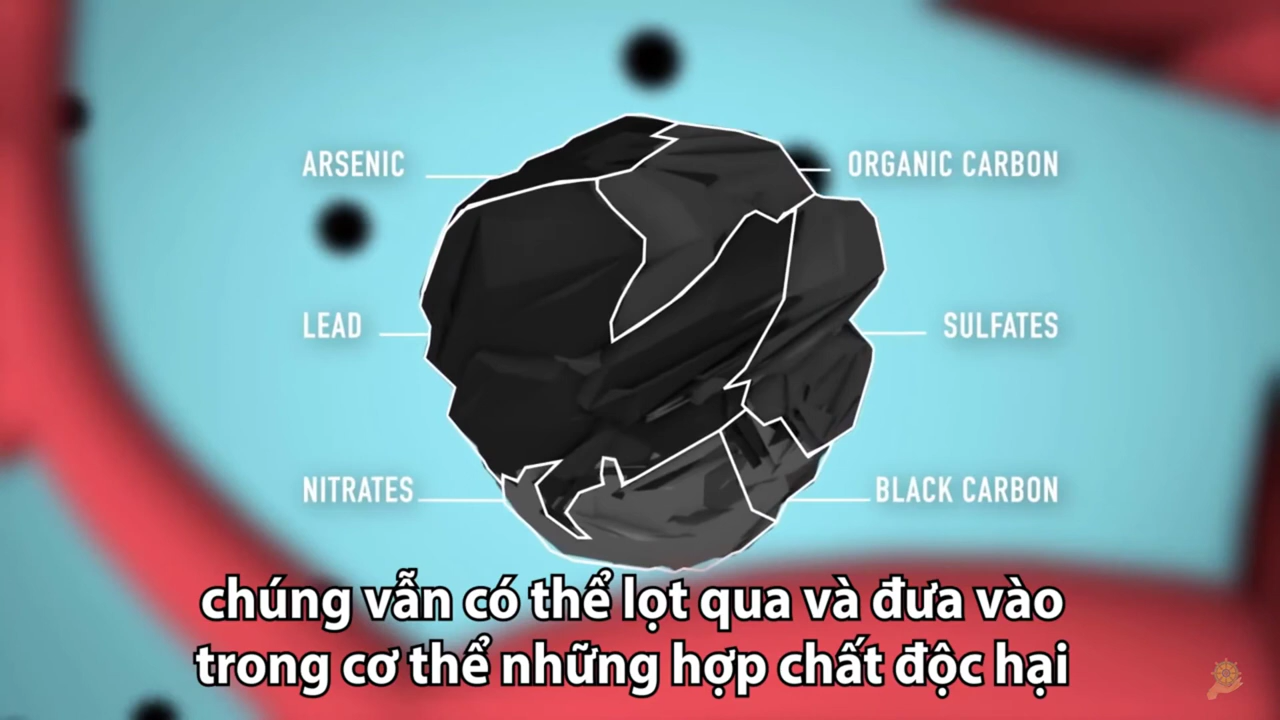 ARSENIC
ORGANIC CARBON
LEAD
SULFATES
NITRATES
BLACK CARBON
chúng vẫn có thể lọt qua và đưa vào
trong cơ thể những hợp chất độc hại